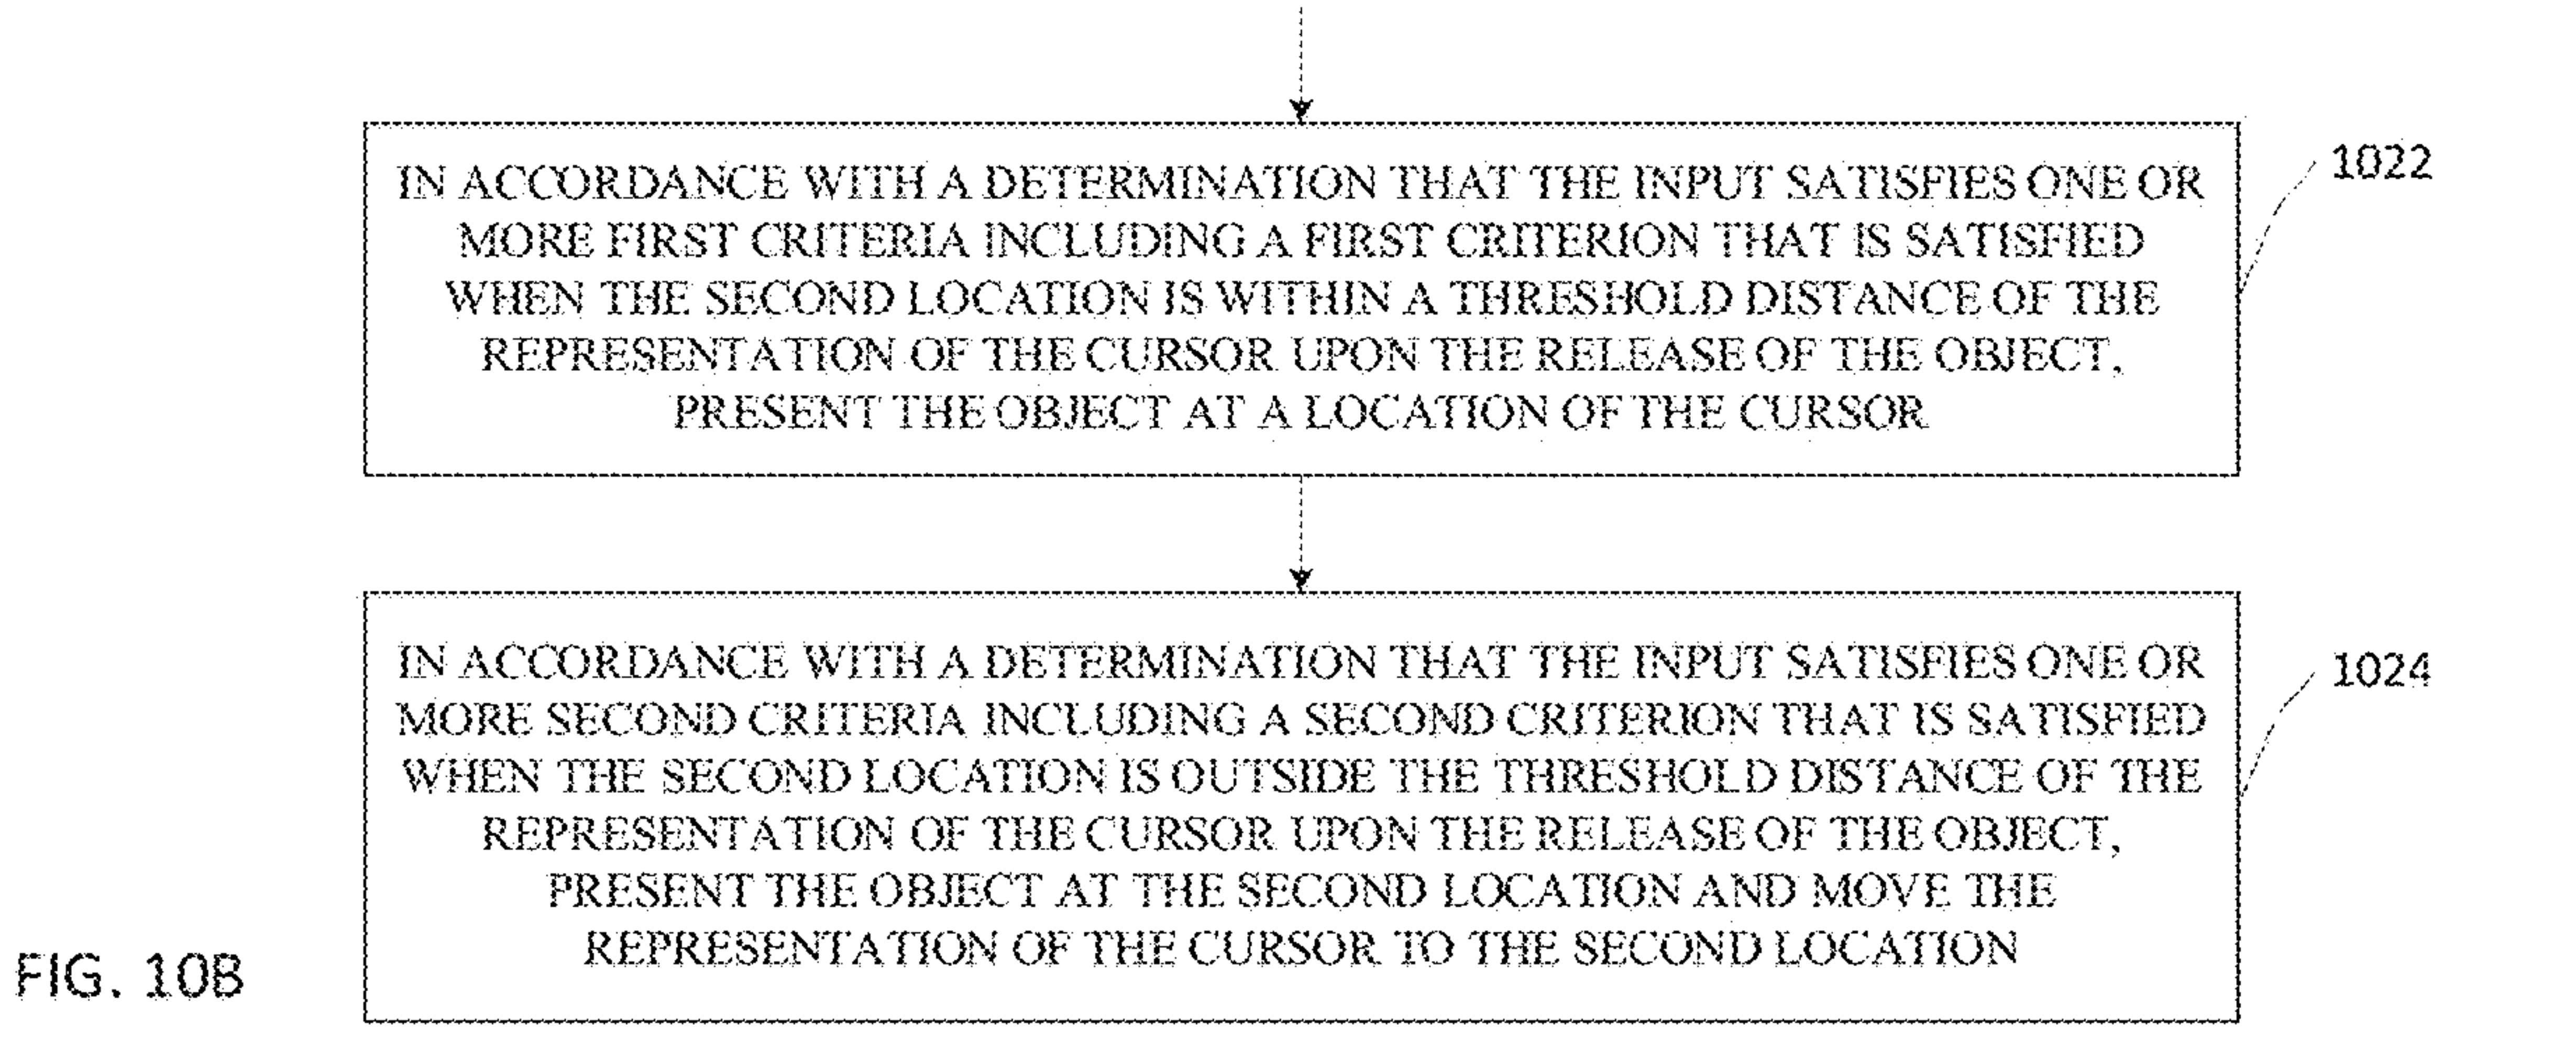 IN ACCORDANCE WITH A DETERMINATION THAT THE INPUT SATISFIES ONE OR
MORE FIRST CRITERIA INCLUDING A FIRST CRITERION THAT IS SATISFIED
WHEN THE SECOND LOCATION IS WITHIN A THRESHOLD DISTANCE OF THE
REPRESENTATION OF THE CURSOR UPON THE RELEASE OF THE OBJECT,
PRESENT THE OBJECT AT A LOCATION OF THE CURSOR
1022
IN ACCORDANCE WITH A DETERMINATION THAT THE INPUT SATISFIES ONE OR
MORE SECOND CRITERIA INCLUDING A SECOND CRITERION THAT IS SATISFIED
WHEN THE SECOND LOCATION IS OUTSIDE THE THRESHOLD DISTANCE OF THE
REPRESENTATION OF THE CURSOR UPON THE RELEASE OF THE OBJECT,
PRESENT THE OBJECT AT THE SECOND LOCATION AND MOVE THE
REPRESENTATION OF THE CURSOR TO THE SECOND LOCATION
1024
FIG. 10B